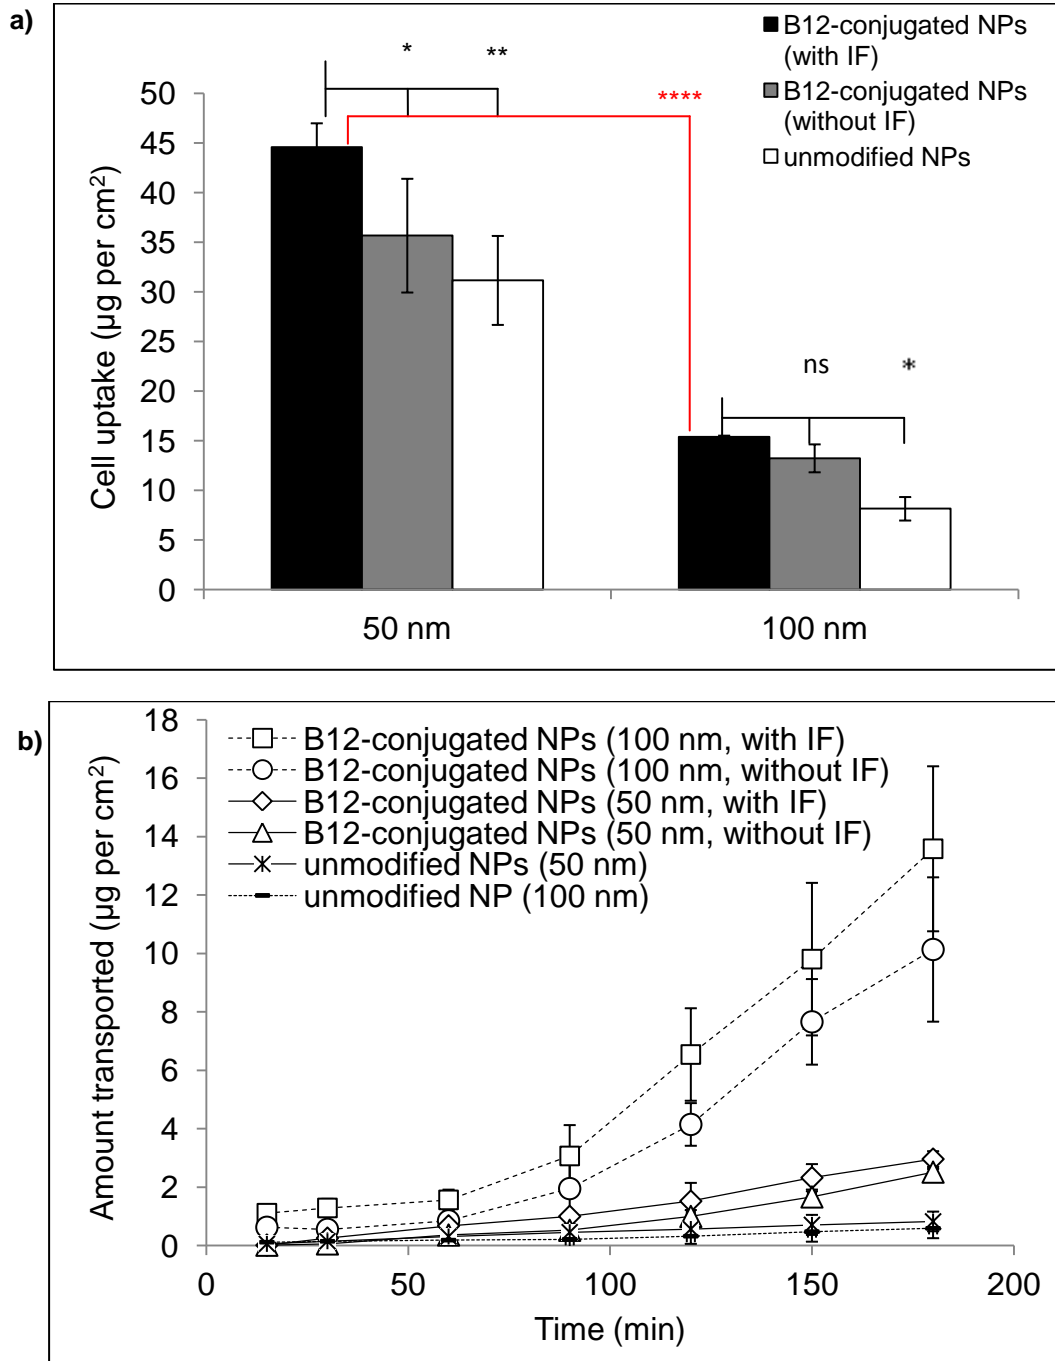 a)
B12-conjugated NPs
(with IF)
B12-conjugated NPs
(without IF)
unmodified NPs
* **
****
ns *
Cell uptake (µg per cm²)
50
45
40
35
30
25
20
15
10
5
0
50 nm 100 nm
b)
B12-conjugated NPs (100 nm, with IF)
B12-conjugated NPs (100 nm, without IF)
B12-conjugated NPs (50 nm, with IF)
B12-conjugated NPs (50 nm, without IF)
unmodified NPs (50 nm)
unmodified NP (100 nm)
Amount transported (µg per cm²)
18
16
14
12
10
8
6
4
2
0
0 50 100 150 200
Time (min)